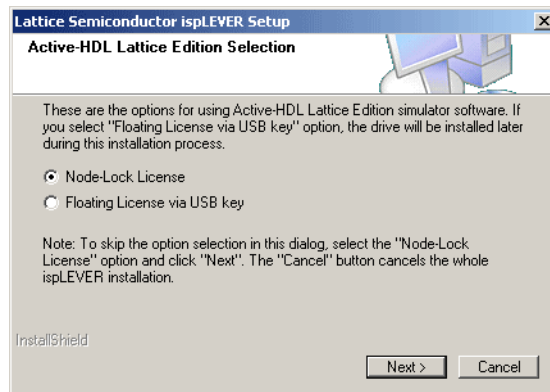 Lattice Semiconductor ispLEVER Setup
Active-HDL Lattice Edition Selection
These are the options for using Active-HDL Lattice Edition simulator software. If
you select "Floating License via USB key" option, the drive will be installed later
during this installation process.
Node-Lock License
Floating License via USB key
Note: To skip the option selection in this dialog, select the "Node-Lock
License" option and click "Next". The "Cancel" button cancels the whole
ispLEVER installation.
InstallShield
Next >
Cancel